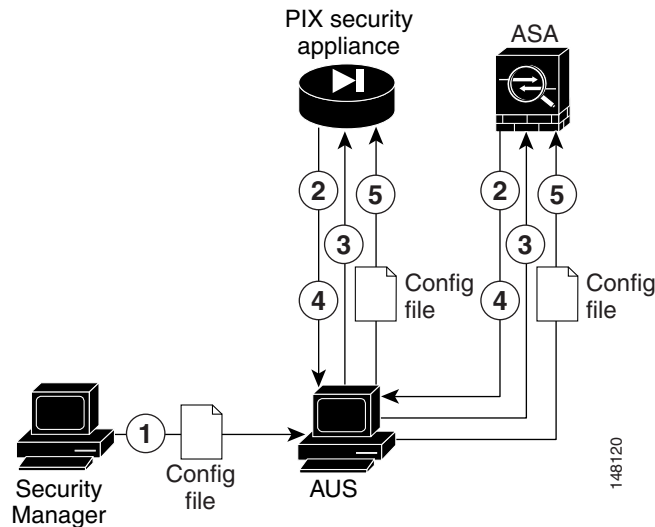 PIX security
appliance
ASA
2
5
2
5
3
3
4
Config
file
4
Config
file
1
Config
file
Security
Manager
AUS
148120